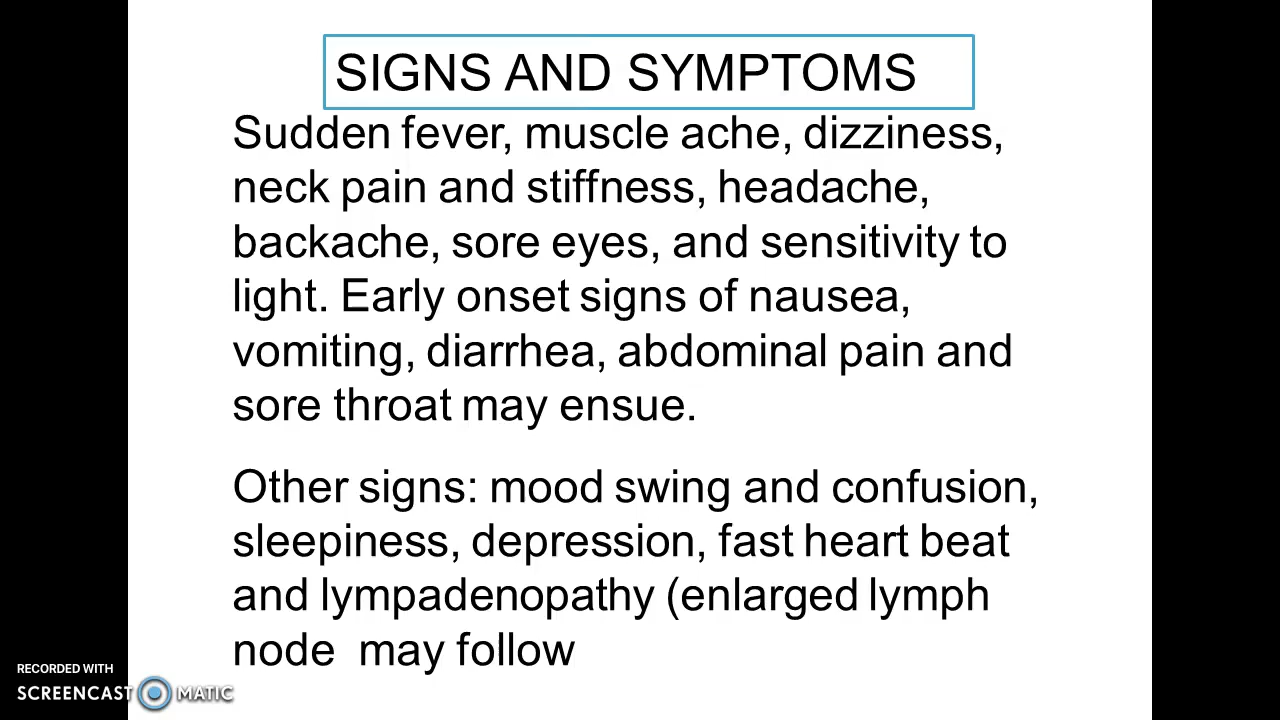 SIGNS AND SYMPTOMS
Sudden fever, muscle ache, dizziness,
neck pain and stiffness, headache,
backache, sore eyes, and sensitivity to
light. Early onset signs of nausea,
vomiting, diarrhea, abdominal pain and
sore throat may ensue.
Other signs: mood swing and confusion,
sleepiness, depression, fast heart beat
and lympadenopathy (enlarged lymph
node  may follow
RECORDED WITH
SCREENCAST MATIC